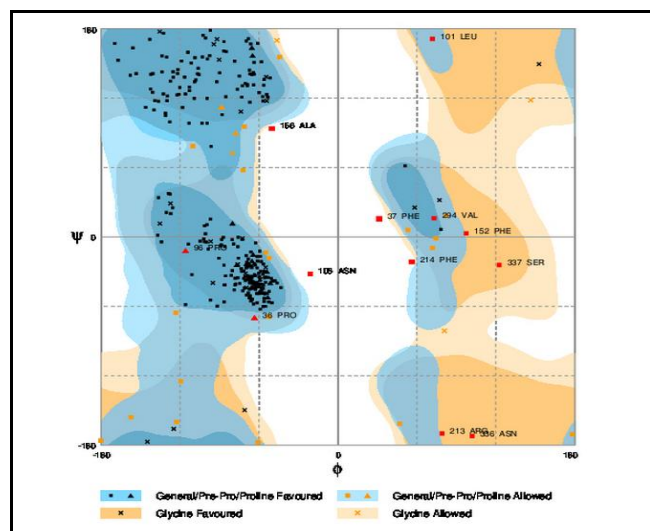 180
101 LEU
ALA
37 PHE
294 VAL
152 PHE
96 PRO
Ψ 0
214 PHE
337 SER
ASN
36 PRO
213 ARG
336 ASN
-180
-180 0 180
Φ
General/Pre-Pro/Proline Favoured General/Pre-Pro/Proline Allowed
Glycine Favoured Glycine Allowed